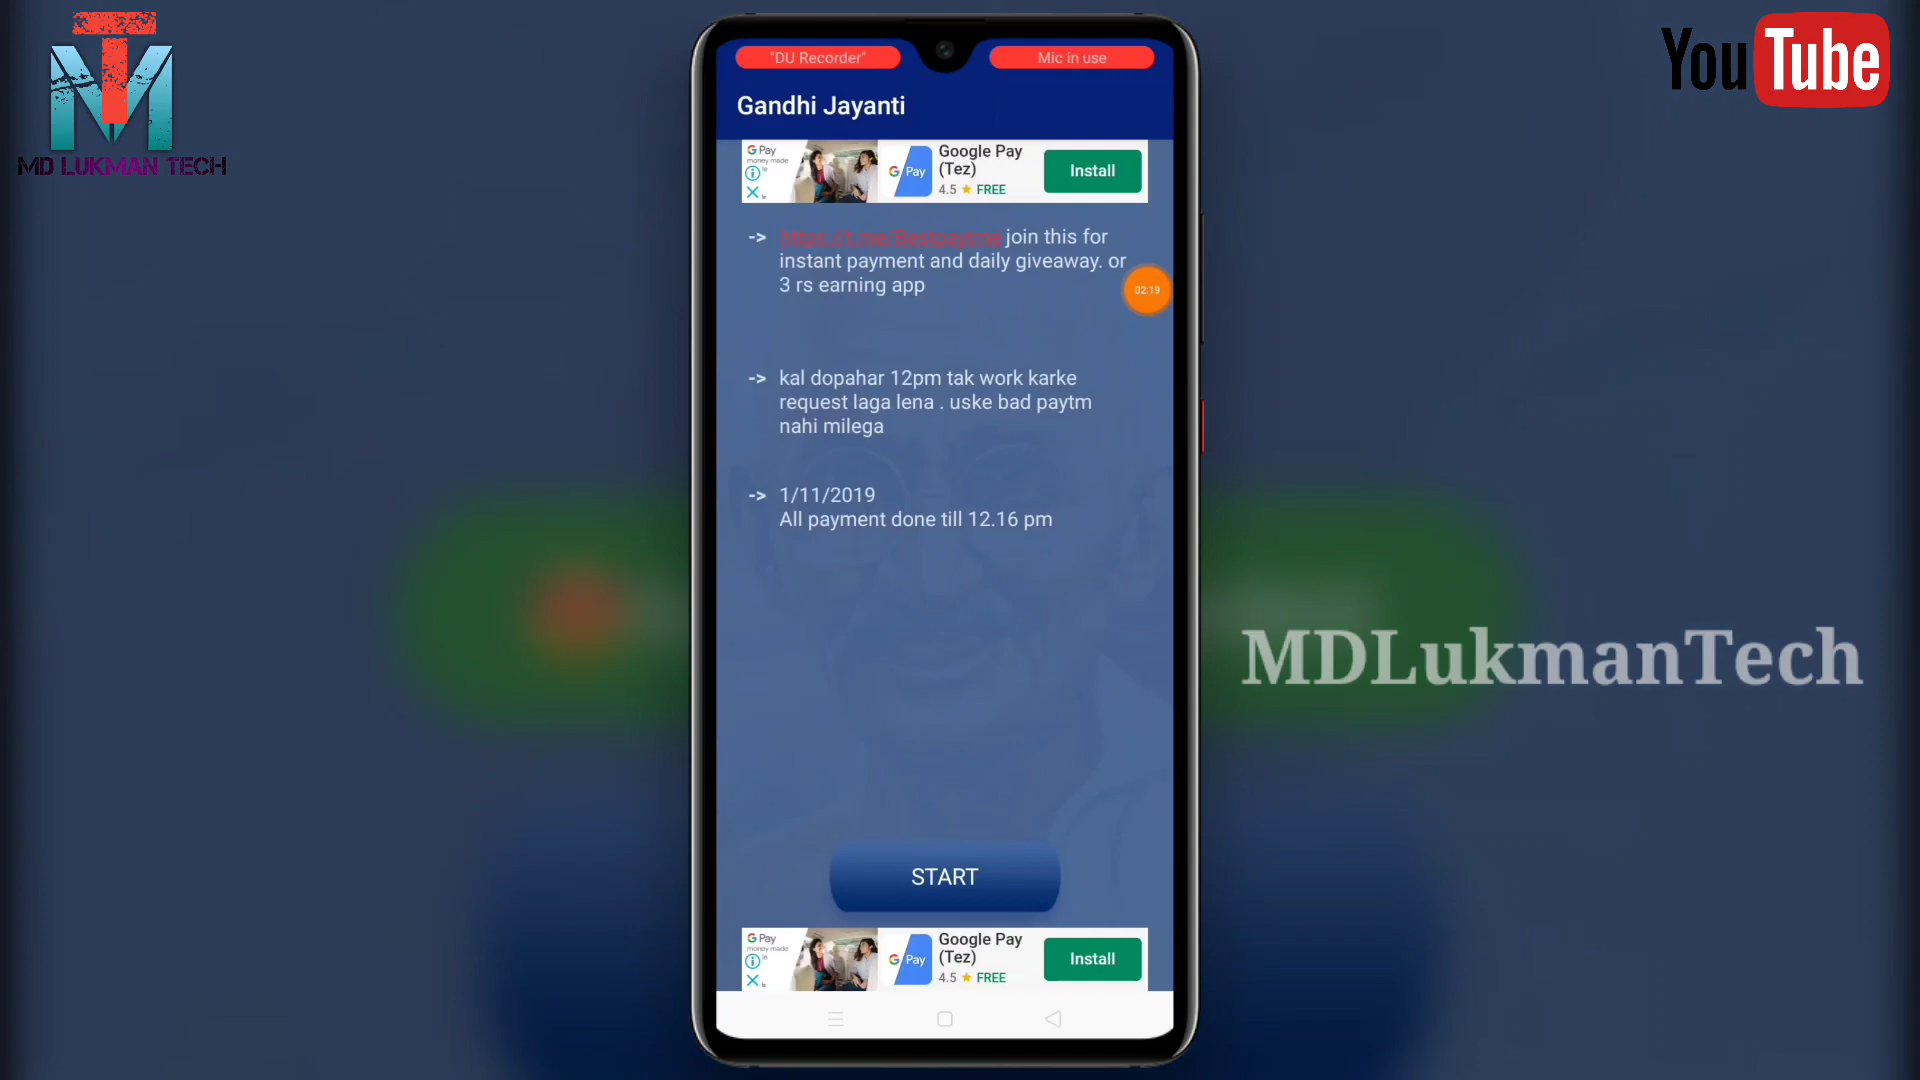 MD LUKMAN TECH
YouTube
"DU Recorder"
Mic in use
Gandhi Jayanti
G Pay
money made
Google Pay
(Tez)
4.5 ★ FREE
G Pay
Install
-> https://t.me/Bestpaytme join this for
instant payment and daily giveaway. or
3 rs earning app
02:19
-> kal dopahar 12pm tak work karke
request laga lena . uske bad paytm
nahi milega
-> 1/11/2019
All payment done till 12.16 pm
MDLukmanTech
START
G Pay
money made
Google Pay
(Tez)
4.5 ★ FREE
G Pay
Install